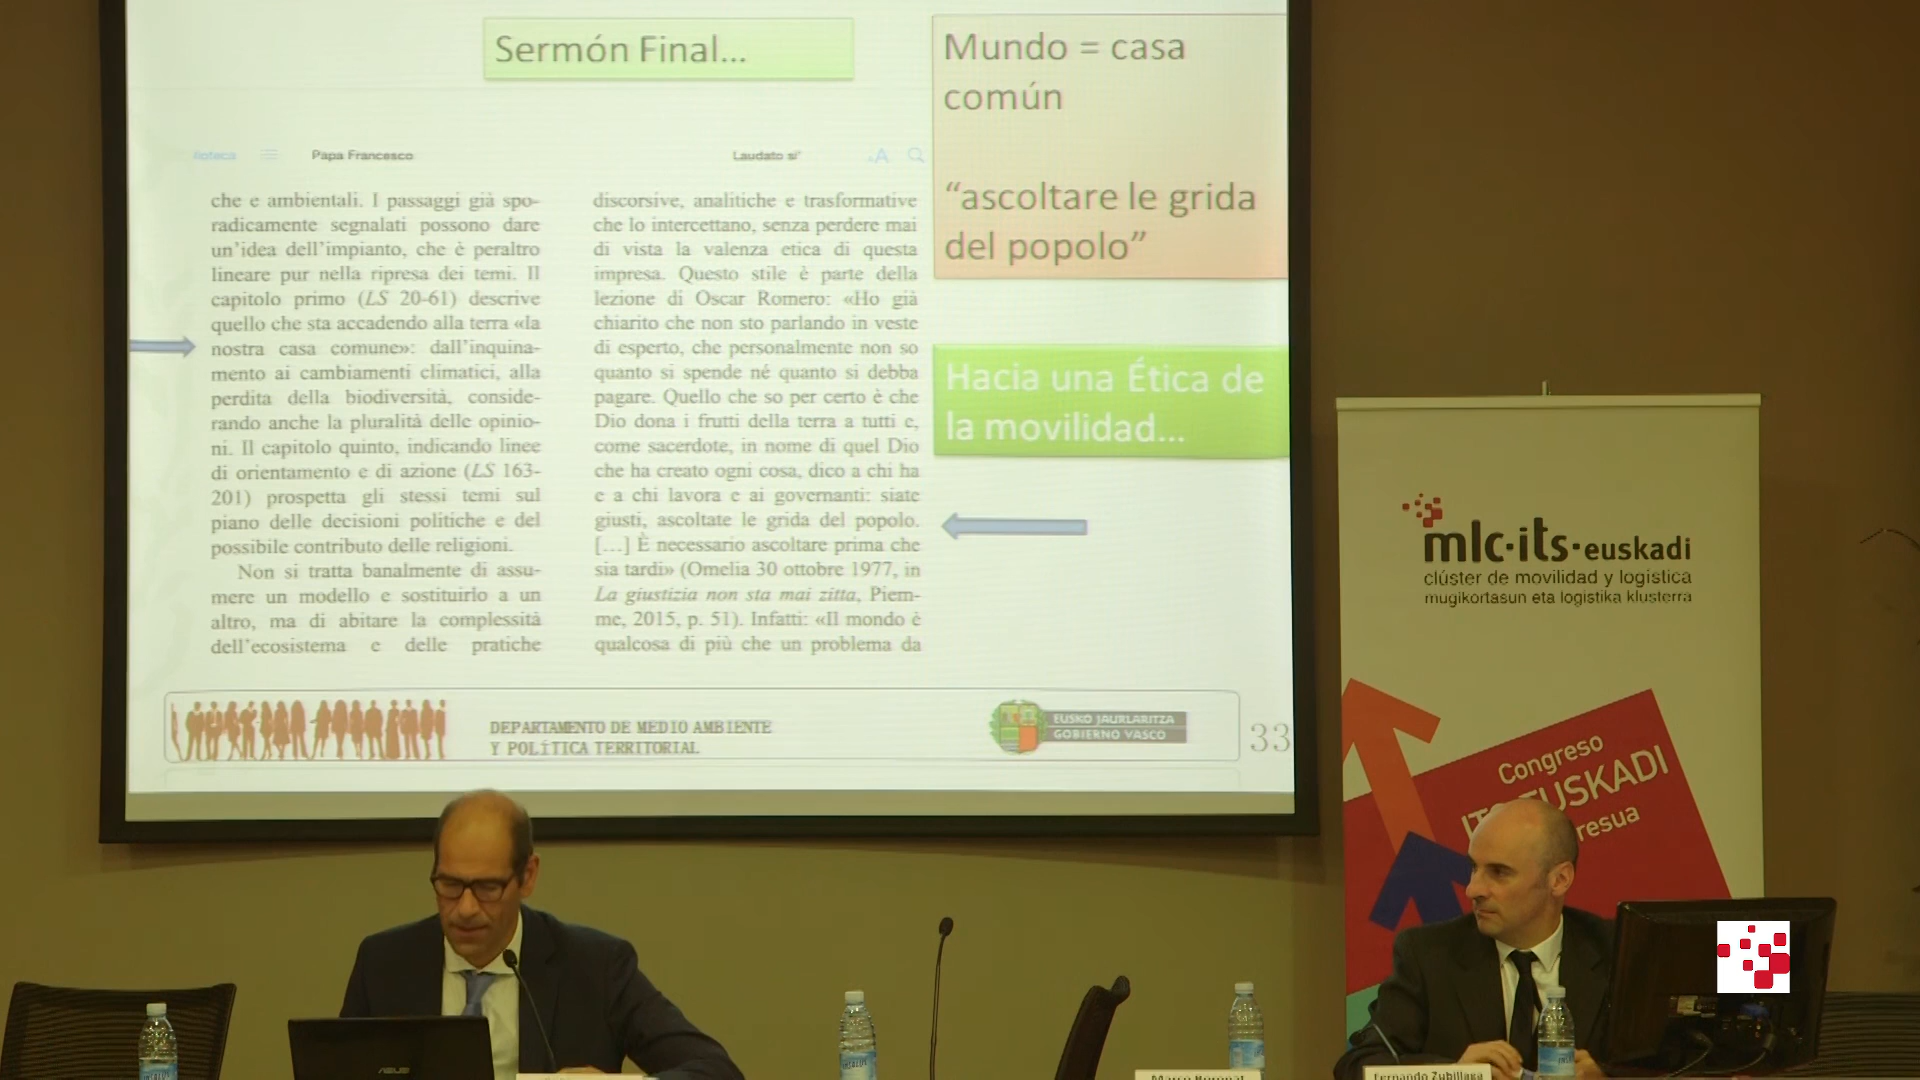 Sermón Final...
Mundo = casa
común
“ascoltare le grida
del popolo”
Hacia una Ética de
la movilidad...
Papa Francesco
Laudato si'
AA
che e ambientali. I passaggi già spo-
radicamente segnalati possono dare
un'idea dell'impianto, che è peraltro
lineare pur nella ripresa dei temi. Il
capitolo primo (LS 20-61) descrive
quello che sta accadendo alla terra «la
nostra casa comune»: dall'inquina-
mento ai cambiamenti climatici, alla
perdita della biodiversità, conside-
rando anche la pluralità delle opinio-
ni. Il capitolo quinto, indicando linee
di orientamento e di azione (LS 163-
201) prospetta gli stessi temi sul
piano delle decisioni politiche e del
possibile contributo delle religioni.
Non si tratta banalmente di assu-
mere un modello e sostituirlo a un
altro, ma di abitare la complessità
dell'ecosistema e delle pratiche
discorsive, analitiche e trasformative
che lo intercettano, senza perdere mai
di vista la valenza etica di questa
impresa. Questo stile è parte della
lezione di Oscar Romero: «Ho già
chiarito che non sto parlando in veste
di esperto, che personalmente non so
quanto si spende né quanto si debba
pagare. Quello che so per certo è che
Dio dona i frutti della terra a tutti e,
come sacerdote, in nome di quel Dio
che ha creato ogni cosa, dico a chi ha
e a chi lavora e ai governanti: siate
giusti, ascoltate le grida del popolo.
[…] È necessario ascoltare prima che
sia tardi» (Omelia 30 ottobre 1977, in
La giustizia non sta mai zitta, Piem-
me, 2015, p. 51). Infatti: «Il mondo è
qualcosa di più che un problema da
DEPARTAMENTO DE MEDIO AMBIENTE
Y POLÍTICA TERRITORIAL
EUSKO JAURLARITZA
GOBIERNO VASCO
33
mlc·its·euskadi
clúster de movilidad y logística
mugikortasun eta logistika klusterra
Congreso
ITS EUSKADI
resua
ASUS
Fernando Zubillaga